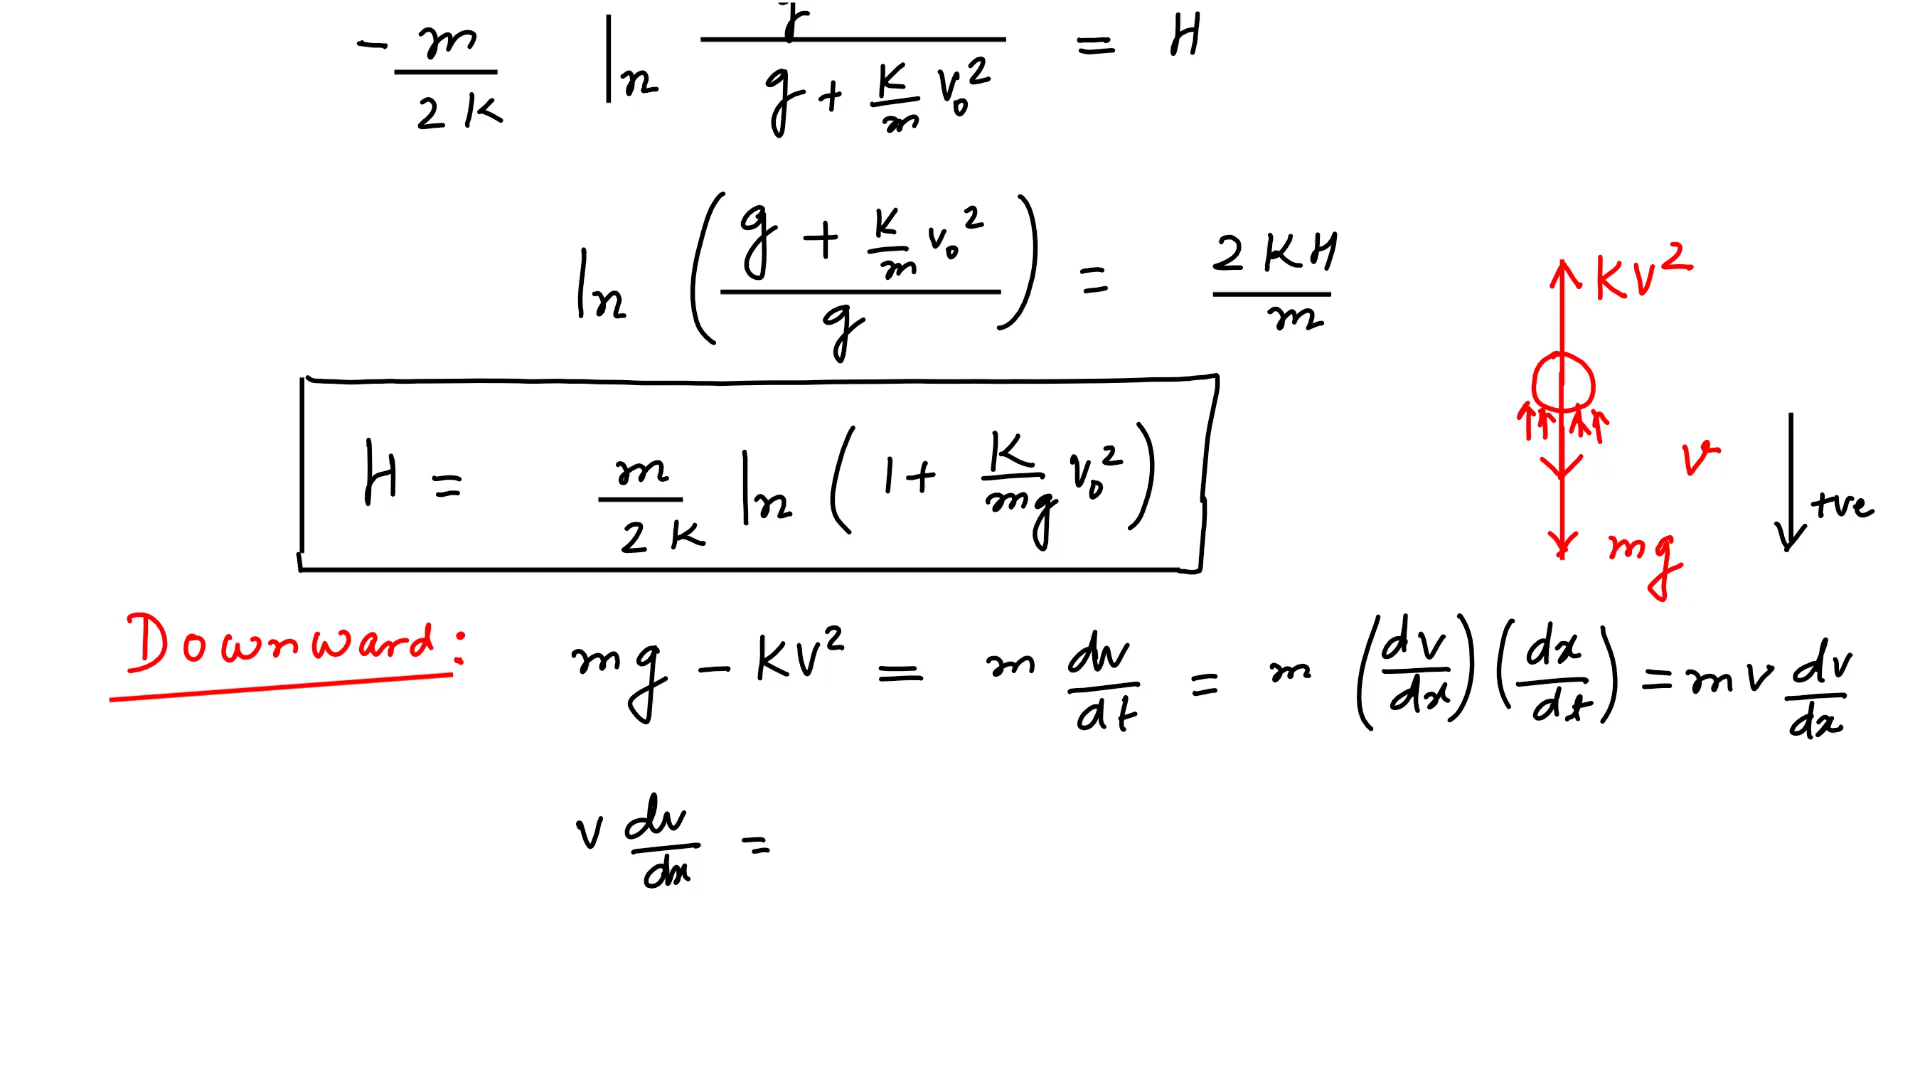 - m/2K ln g/(g + K/m v₀²) = H
ln ((g + K/m v₀²)/g) = 2KH/m
KV²
H = m/2K ln (1 + K/mg v₀²)
v
+ve
mg
Downward: mg - KV² = m dv/dt = m (dv/dx) (dx/dt) = m v dv/dx
v dv/dx =